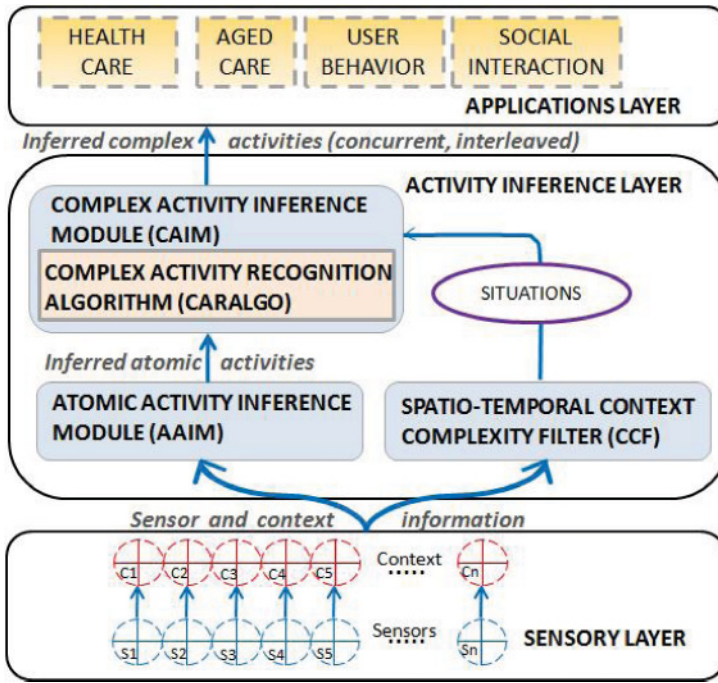 HEALTH CARE
AGED CARE
USER BEHAVIOR
SOCIAL INTERACTION
APPLICATIONS LAYER
Inferred complex activities (concurrent, interleaved)
ACTIVITY INFERENCE LAYER
COMPLEX ACTIVITY INFERENCE
MODULE (CAIM)
COMPLEX ACTIVITY RECOGNITION
ALGORITHM (CARALGO)
SITUATIONS
Inferred atomic activities
ATOMIC ACTIVITY INFERENCE
MODULE (AAIM)
SPATIO-TEMPORAL CONTEXT
COMPLEXITY FILTER (CCF)
Sensor and context information
C1 C2 C3 C4 C5 Context ..... Cn
S1 S2 S3 S4 S5 Sensors ..... Sn
SENSORY LAYER